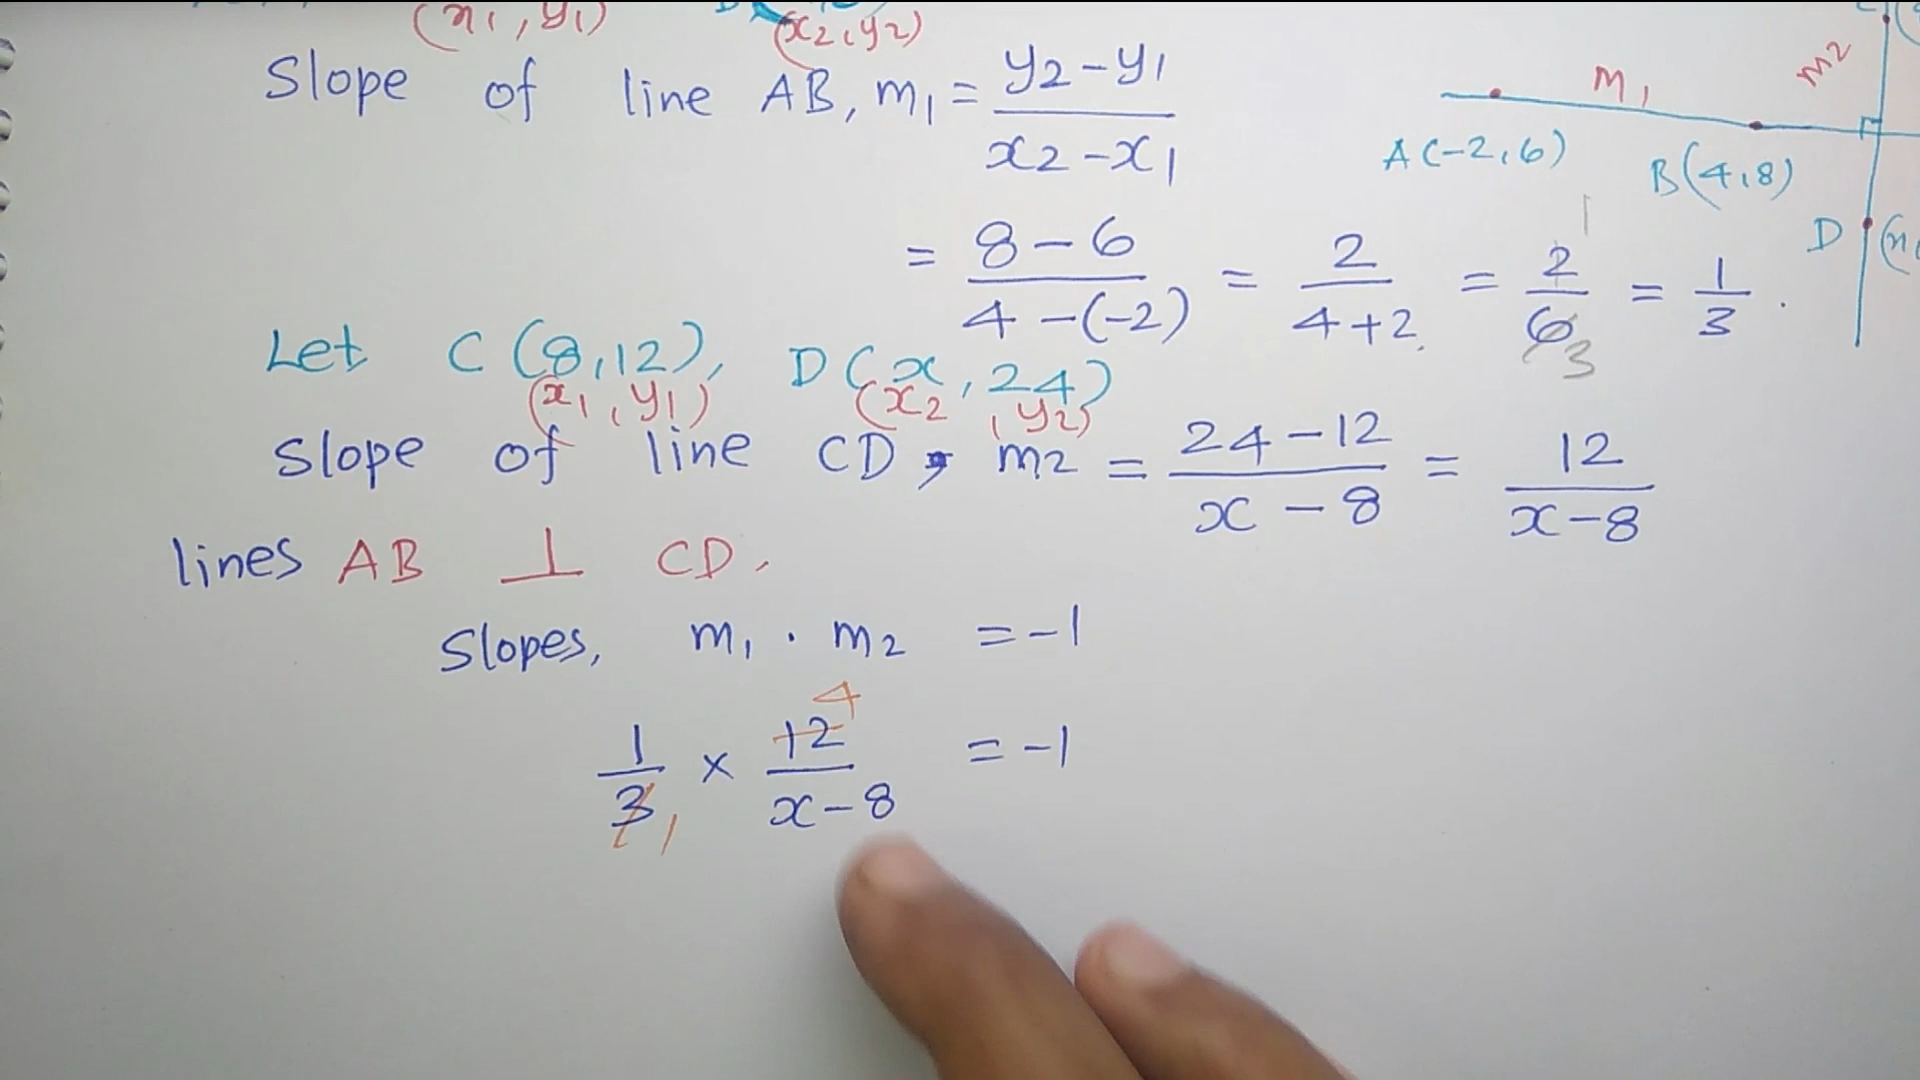 (x1, y1) (x2, y2)
Slope of line AB, m1 = y2 - y1 / x2 - x1
m1 m2
A(-2, 6) B(4, 8)
= 8 - 6 / 4 - (-2) = 2 / 4 + 2 = 2 / 6 = 1 / 3 .
1 3
D
Let C (8, 12), D (x, 24)
(x1, y1) (x2, y2)
Slope of line CD, m2 = 24 - 12 / x - 8 = 12 / x - 8
lines AB ⊥ CD.
Slopes, m1 · m2 = -1
4
1 / 3 × 12 / x - 8 = -1
1